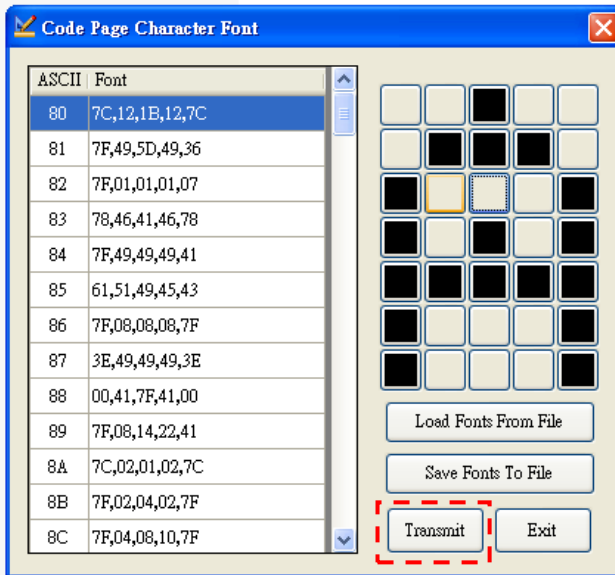 Code Page Character Font
ASCII Font
80 7C,12,1B,12,7C
81 7F,49,5D,49,36
82 7F,01,01,01,07
83 78,46,41,46,78
84 7F,49,49,49,41
85 61,51,49,45,43
86 7F,08,08,08,7F
87 3E,49,49,49,3E
88 00,41,7F,41,00
89 7F,08,14,22,41
8A 7C,02,01,02,7C
8B 7F,02,04,02,7F
8C 7F,04,08,10,7F
Load Fonts From File
Save Fonts To File
Transmit Exit